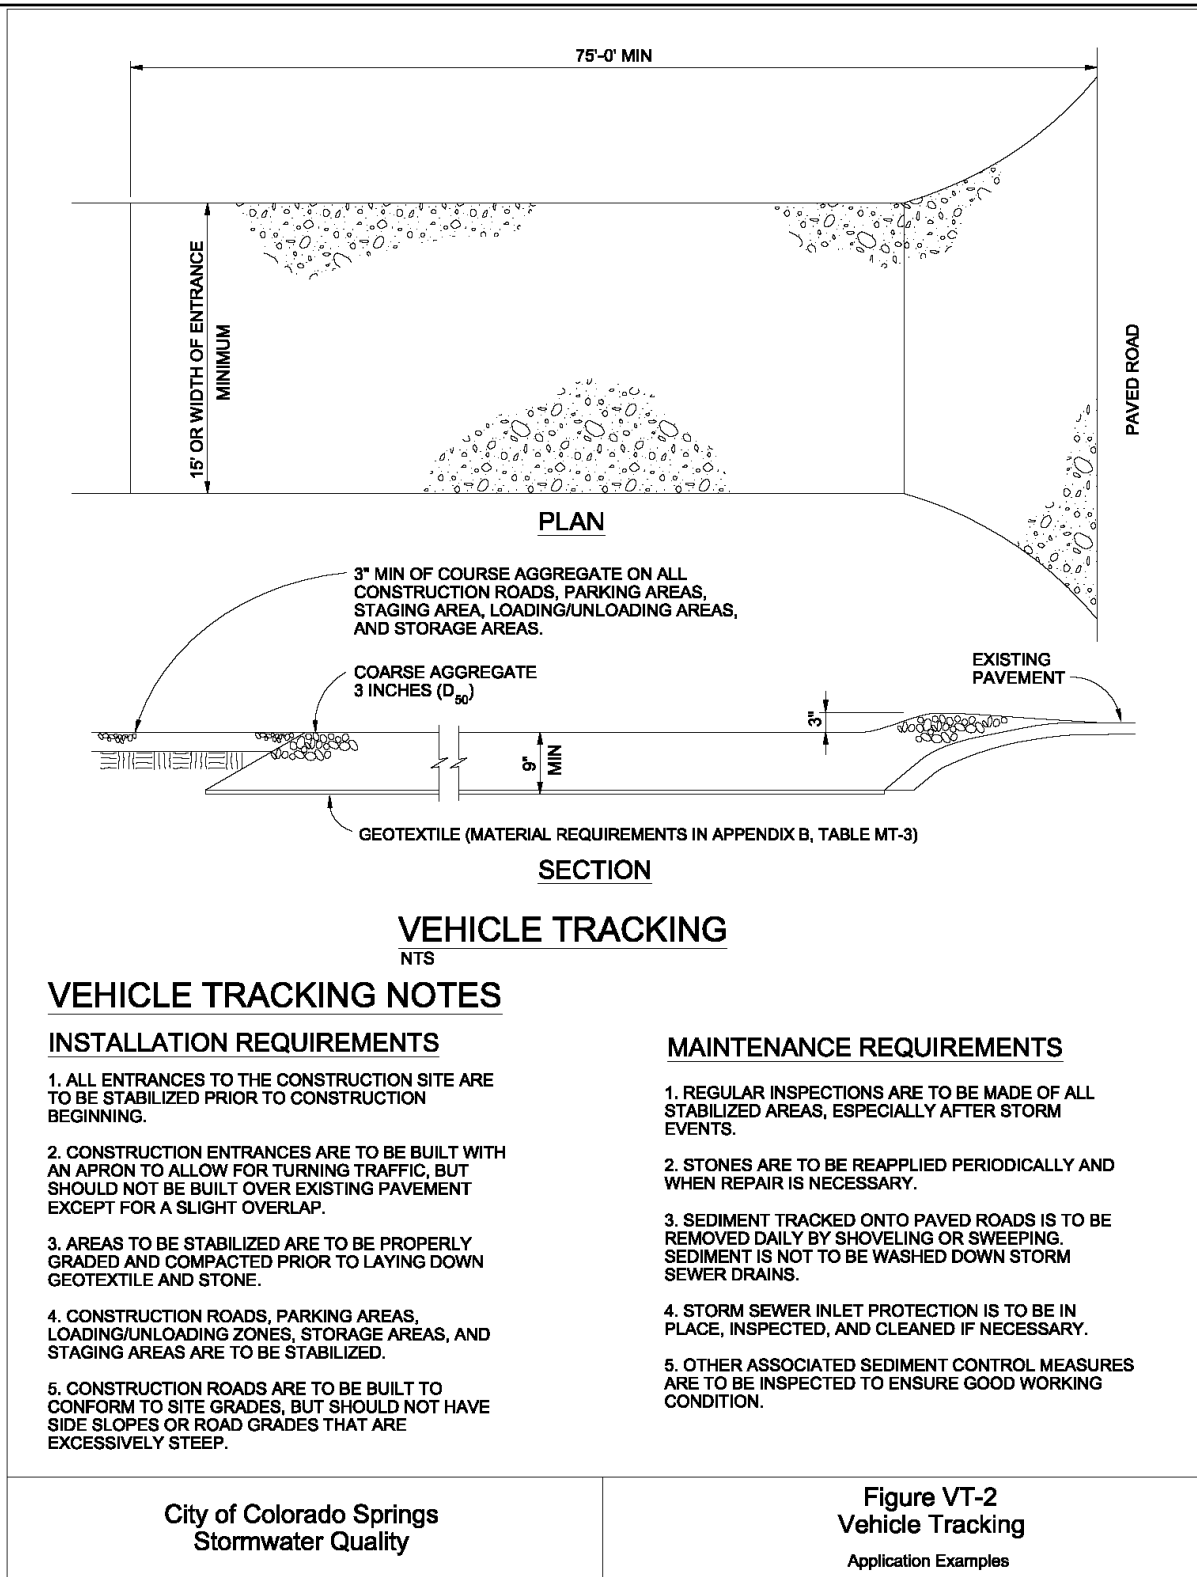 75'-0' MIN
15' OR WIDTH OF ENTRANCE
MINIMUM
PAVED ROAD
PLAN
3" MIN OF COURSE AGGREGATE ON ALL
CONSTRUCTION ROADS, PARKING AREAS,
STAGING AREA, LOADING/UNLOADING AREAS,
AND STORAGE AREAS.
COARSE AGGREGATE
3 INCHES (D50)
EXISTING
PAVEMENT
3"
9"
MIN
GEOTEXTILE (MATERIAL REQUIREMENTS IN APPENDIX B, TABLE MT-3)
SECTION
VEHICLE TRACKING
NTS
VEHICLE TRACKING NOTES
INSTALLATION REQUIREMENTS
1. ALL ENTRANCES TO THE CONSTRUCTION SITE ARE
TO BE STABILIZED PRIOR TO CONSTRUCTION
BEGINNING.
2. CONSTRUCTION ENTRANCES ARE TO BE BUILT WITH
AN APRON TO ALLOW FOR TURNING TRAFFIC, BUT
SHOULD NOT BE BUILT OVER EXISTING PAVEMENT
EXCEPT FOR A SLIGHT OVERLAP.
3. AREAS TO BE STABILIZED ARE TO BE PROPERLY
GRADED AND COMPACTED PRIOR TO LAYING DOWN
GEOTEXTILE AND STONE.
4. CONSTRUCTION ROADS, PARKING AREAS,
LOADING/UNLOADING ZONES, STORAGE AREAS, AND
STAGING AREAS ARE TO BE STABILIZED.
5. CONSTRUCTION ROADS ARE TO BE BUILT TO
CONFORM TO SITE GRADES, BUT SHOULD NOT HAVE
SIDE SLOPES OR ROAD GRADES THAT ARE
EXCESSIVELY STEEP.
MAINTENANCE REQUIREMENTS
1. REGULAR INSPECTIONS ARE TO BE MADE OF ALL
STABILIZED AREAS, ESPECIALLY AFTER STORM
EVENTS.
2. STONES ARE TO BE REAPPLIED PERIODICALLY AND
WHEN REPAIR IS NECESSARY.
3. SEDIMENT TRACKED ONTO PAVED ROADS IS TO BE
REMOVED DAILY BY SHOVELING OR SWEEPING.
SEDIMENT IS NOT TO BE WASHED DOWN STORM
SEWER DRAINS.
4. STORM SEWER INLET PROTECTION IS TO BE IN
PLACE, INSPECTED, AND CLEANED IF NECESSARY.
5. OTHER ASSOCIATED SEDIMENT CONTROL MEASURES
ARE TO BE INSPECTED TO ENSURE GOOD WORKING
CONDITION.
City of Colorado Springs
Stormwater Quality
Figure VT-2
Vehicle Tracking
Application Examples